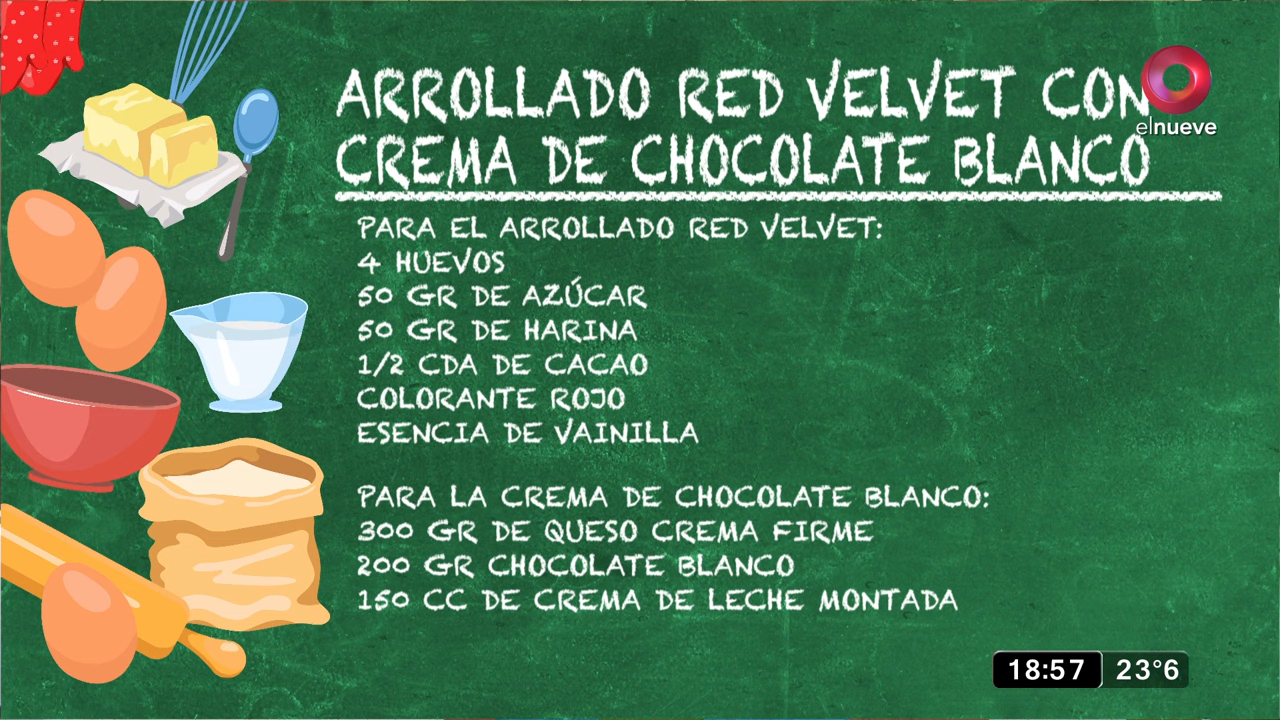 ARROLLADO RED VELVET CON
CREMA DE CHOCOLATE BLANCO
elnueve
PARA EL ARROLLADO RED VELVET:
4 HUEVOS
50 GR DE AZÚCAR
50 GR DE HARINA
1/2 CDA DE CACAO
COLORANTE ROJO
ESENCIA DE VAINILLA
PARA LA CREMA DE CHOCOLATE BLANCO:
300 GR DE QUESO CREMA FIRME
200 GR CHOCOLATE BLANCO
150 CC DE CREMA DE LECHE MONTADA
18:57 23°6